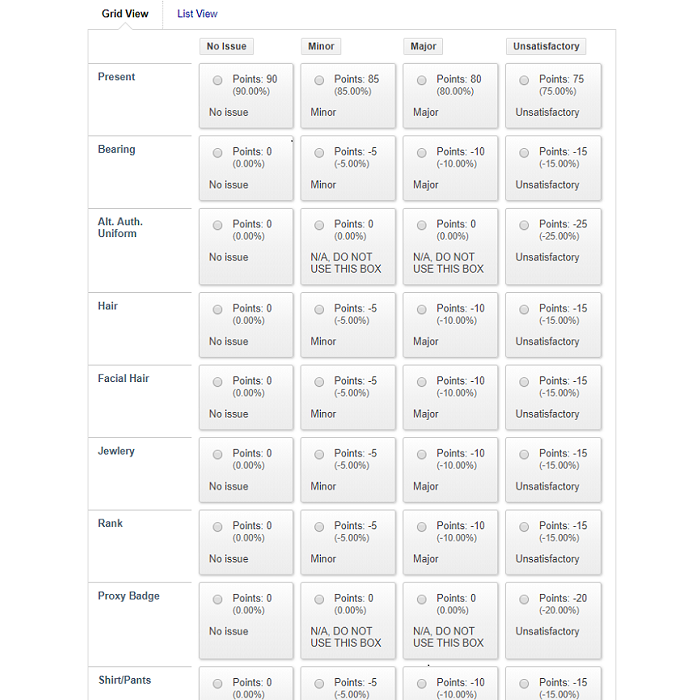 Grid View List View
No Issue Minor Major Unsatisfactory
Present
Points: 90 Points: 85 Points: 80 Points: 75
(90.00%) (85.00%) (80.00%) (75.00%)
No issue Minor Major Unsatisfactory
Bearing
Points: 0 Points: -5 Points: -10 Points: -15
(0.00%) (-5.00%) (-10.00%) (-15.00%)
No issue Minor Major Unsatisfactory
Alt. Auth.
Uniform
Points: 0 Points: 0 Points: 0 Points: -25
(0.00%) (0.00%) (0.00%) (-25.00%)
No issue N/A, DO NOT N/A, DO NOT Unsatisfactory
USE THIS BOX USE THIS BOX
Hair
Points: 0 Points: -5 Points: -10 Points: -15
(0.00%) (-5.00%) (-10.00%) (-15.00%)
No issue Minor Major Unsatisfactory
Facial Hair
Points: 0 Points: -5 Points: -10 Points: -15
(0.00%) (-5.00%) (-10.00%) (-15.00%)
No issue Minor Major Unsatisfactory
Jewlery
Points: 0 Points: -5 Points: -10 Points: -15
(0.00%) (-5.00%) (-10.00%) (-15.00%)
No issue Minor Major Unsatisfactory
Rank
Points: 0 Points: -5 Points: -10 Points: -15
(0.00%) (-5.00%) (-10.00%) (-15.00%)
No issue Minor Major Unsatisfactory
Proxy Badge
Points: 0 Points: 0 Points: 0 Points: -20
(0.00%) (0.00%) (0.00%) (-20.00%)
No issue N/A, DO NOT N/A, DO NOT Unsatisfactory
USE THIS BOX USE THIS BOX
Shirt/Pants
Points: 0 Points: -5 Points: -10 Points: -15
(0.00%) (-5.00%) (-10.00%) (-15.00%)